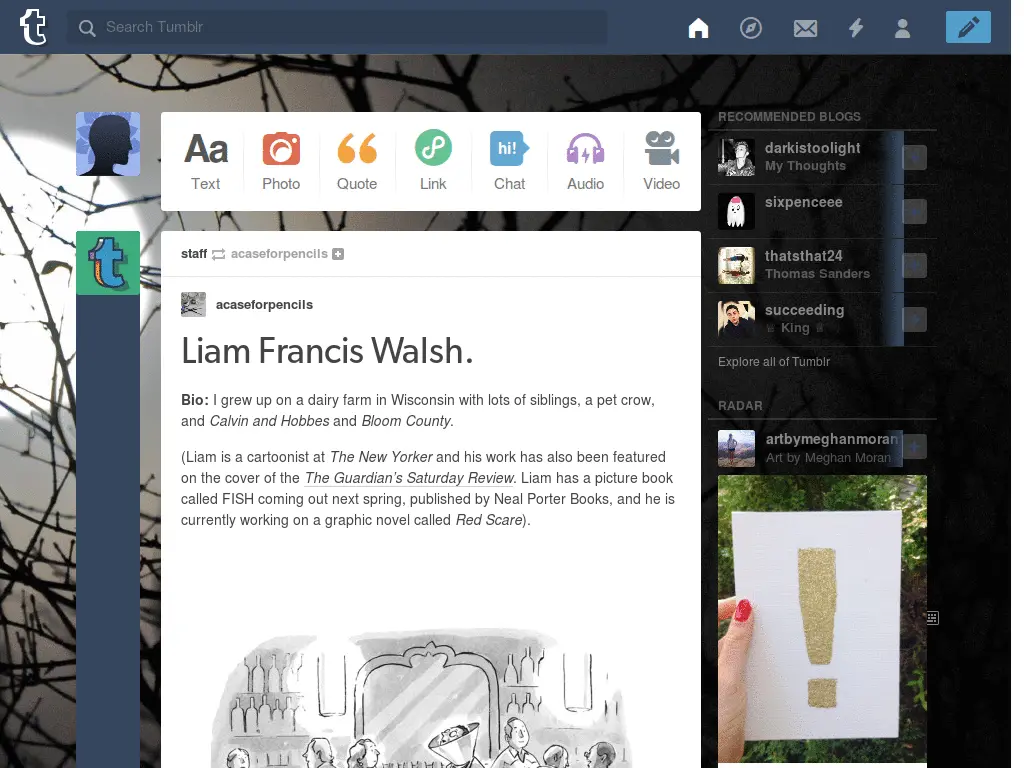 Search Tumblr
Aa
hi!
Text
Photo
Quote
Link
Chat
Audio
Video
staff acaseforpencils
acaseforpencils
Liam Francis Walsh.
Bio: I grew up on a dairy farm in Wisconsin with lots of siblings, a pet crow,
and Calvin and Hobbes and Bloom County.
(Liam is a cartoonist at The New Yorker and his work has also been featured
on the cover of the The Guardian’s Saturday Review. Liam has a picture book
called FISH coming out next spring, published by Neal Porter Books, and he is
currently working on a graphic novel called Red Scare).
RECOMMENDED BLOGS
darkistoolight
My Thoughts
sixpenceee
thatsthat24
Thomas Sanders
succeeding
♕ King ♕
Explore all of Tumblr
RADAR
artbymeghanmoran
Art by Meghan Moran
!